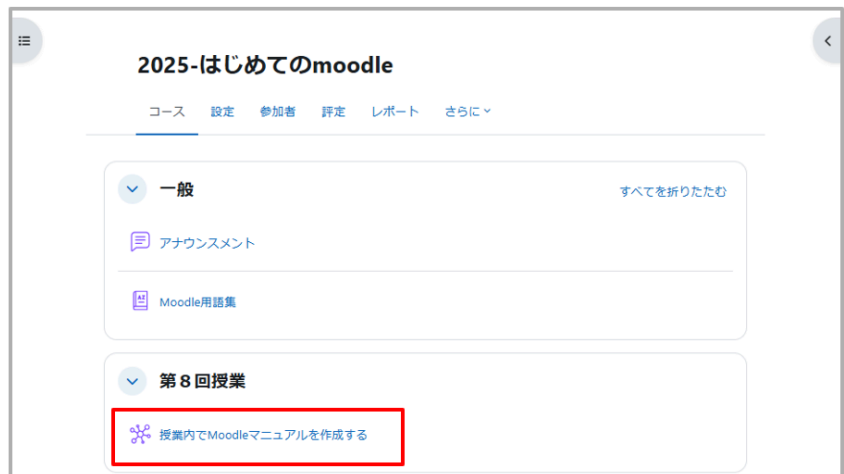 2025-はじめてのmoodle
コース 設定 参加者 評定 レポート さらに
一般 すべてを折りたたむ
アナウンスメント
Moodle用語集
第8回授業
授業内でMoodleマニュアルを作成する